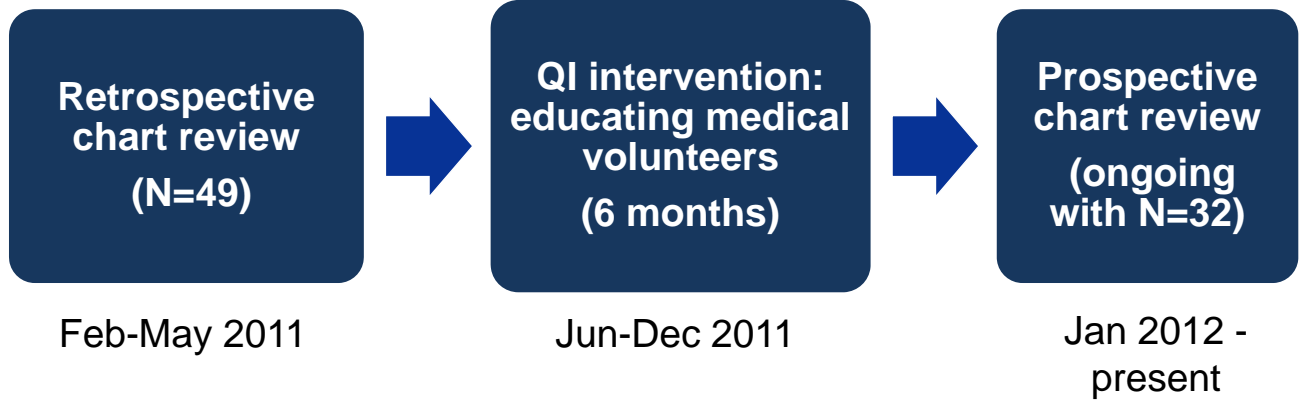 Retrospective
chart review
(N=49)
QI intervention:
educating medical
volunteers
(6 months)
Prospective
chart review
(ongoing
with N=32)
Feb-May 2011
Jun-Dec 2011
Jan 2012 -
present